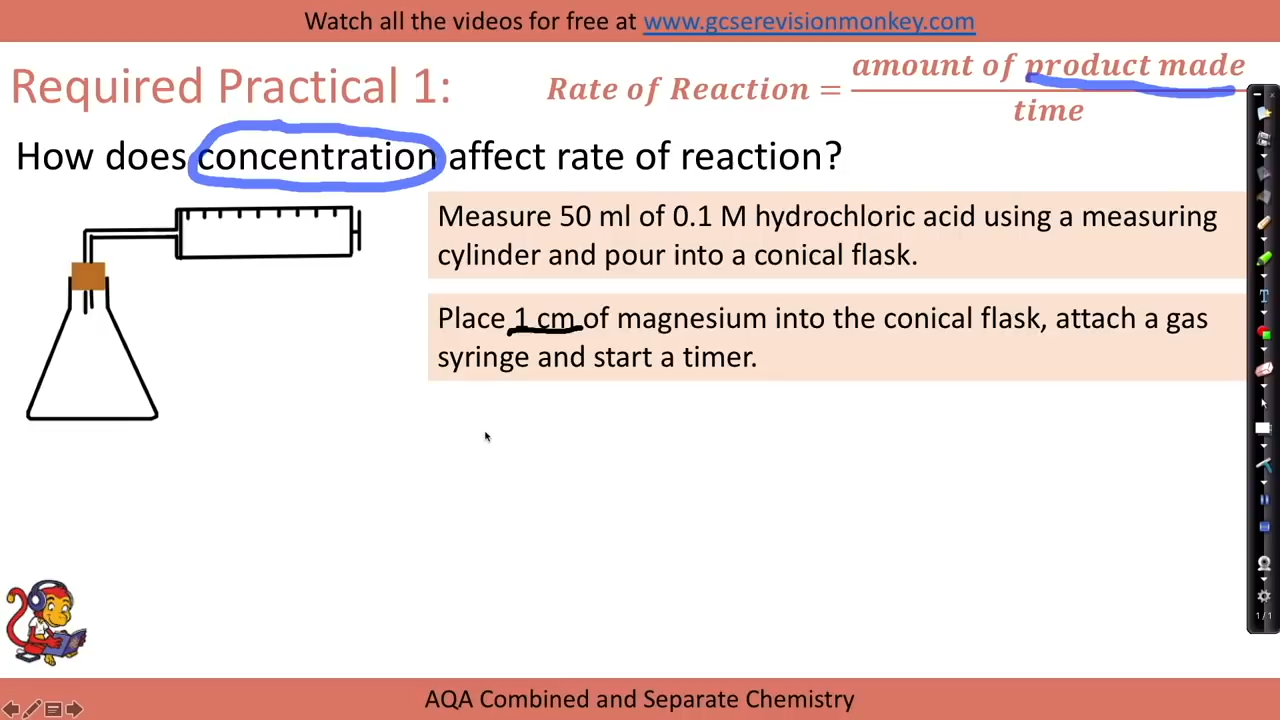 Watch all the videos for free at www.gcserevisionmonkey.com
Required Practical 1:
Rate of Reaction = amount of product made / time
How does concentration affect rate of reaction?
Measure 50 ml of 0.1 M hydrochloric acid using a measuring
cylinder and pour into a conical flask.
Place 1 cm of magnesium into the conical flask, attach a gas
syringe and start a timer.
1/1
AQA Combined and Separate Chemistry